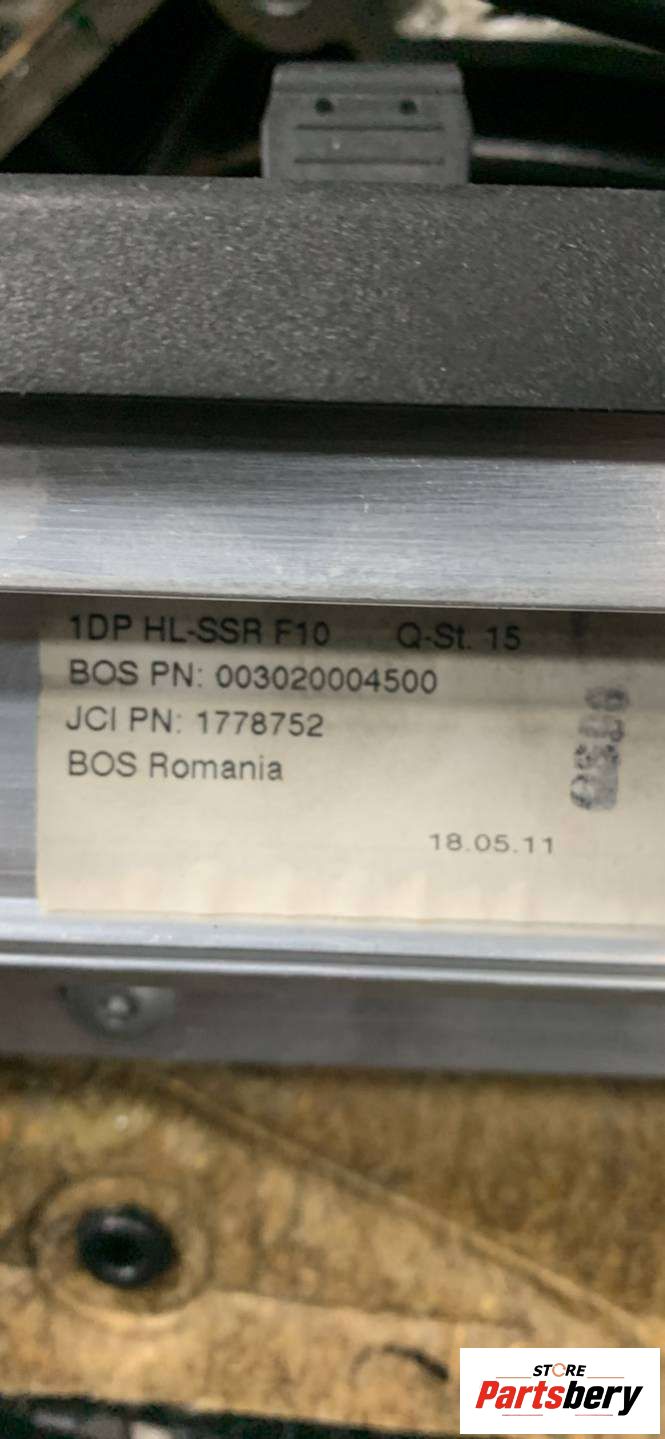 1DP HL-SSR F10 Q-St. 15
BOS PN: 003020004500
JCI PN: 1778752
BOS Romania
18.05.11
STORE
Partsbery